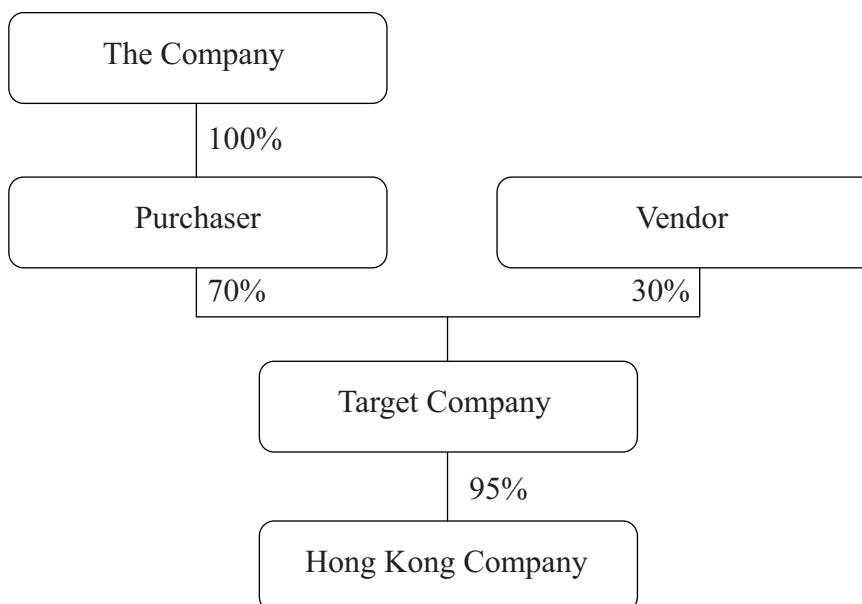 The Company
100%
Purchaser
Vendor
70%
30%
Target Company
95%
Hong Kong Company